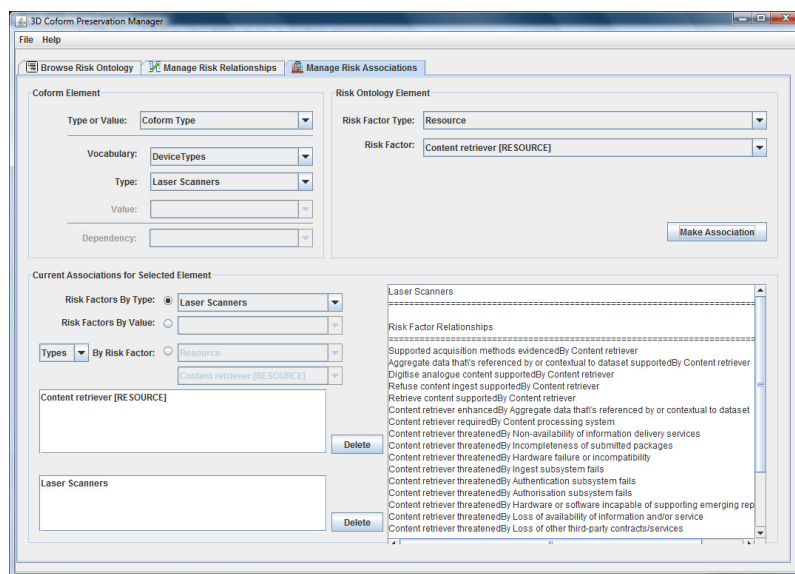 3D Coform Preservation Manager
File Help
Browse Risk Ontology Manage Risk Relationships Manage Risk Associations
Coform Element
Type or Value: Coform Type
Vocabulary: DeviceTypes
Type: Laser Scanners
Value:
Dependency:
Risk Ontology Element
Risk Factor Type: Resource
Risk Factor: Content retriever [RESOURCE]
Make Association
Current Associations for Selected Element
Risk Factors By Type: Laser Scanners
Risk Factors By Value:
Types By Risk Factor: Resource
Content retriever [RESOURCE]
Content retriever [RESOURCE]
Delete
Laser Scanners
Delete
Laser Scanners
==========================================================
Risk Factor Relationships
==========================================================
Supported acquisition methods evidencedBy Content retriever
Aggregate data that\'s referenced by or contextual to dataset supportedBy Content retriever
Digitise analogue content supportedBy Content retriever
Refuse content ingest supportedBy Content retriever
Retrieve content supportedBy Content retriever
Content retriever enhancedBy Aggregate data that\'s referenced by or contextual to dataset
Content retriever requiredBy Content processing system
Content retriever threatenedBy Non-availability of information delivery services
Content retriever threatenedBy Incompleteness of submitted packages
Content retriever threatenedBy Hardware failure or incompatibility
Content retriever threatenedBy Ingest subsystem fails
Content retriever threatenedBy Authentication subsystem fails
Content retriever threatenedBy Authorisation subsystem fails
Content retriever threatenedBy Hardware or software incapable of supporting emerging rep
Content retriever threatenedBy Loss of availability of information and/or service
Content retriever threatenedBy Loss of other third-party contracts/services